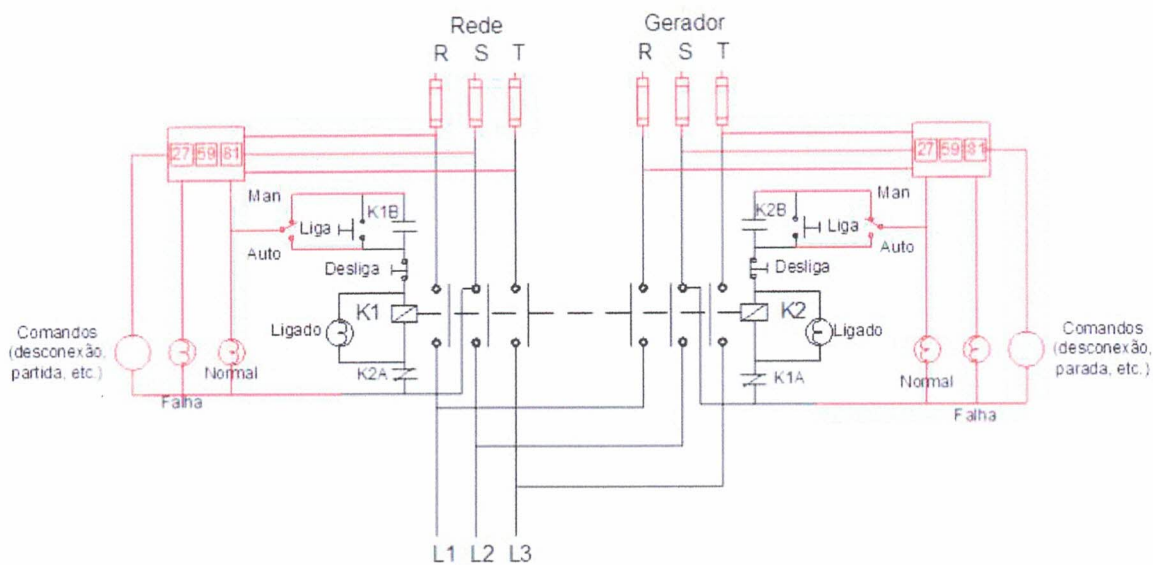 Rede
R S T
Gerador
R S T
27 59 81
Man
Auto
Liga
K1B
Desliga
K1
Ligado
K2A
Comandos
(desconexão,
partida, etc.)
Falha
Normal
27 59 81
Man
Auto
K2B
Liga
Desliga
K2
Ligado
K1A
Comandos
(desconexão,
parada, etc.)
Normal
Falha
L1 L2 L3